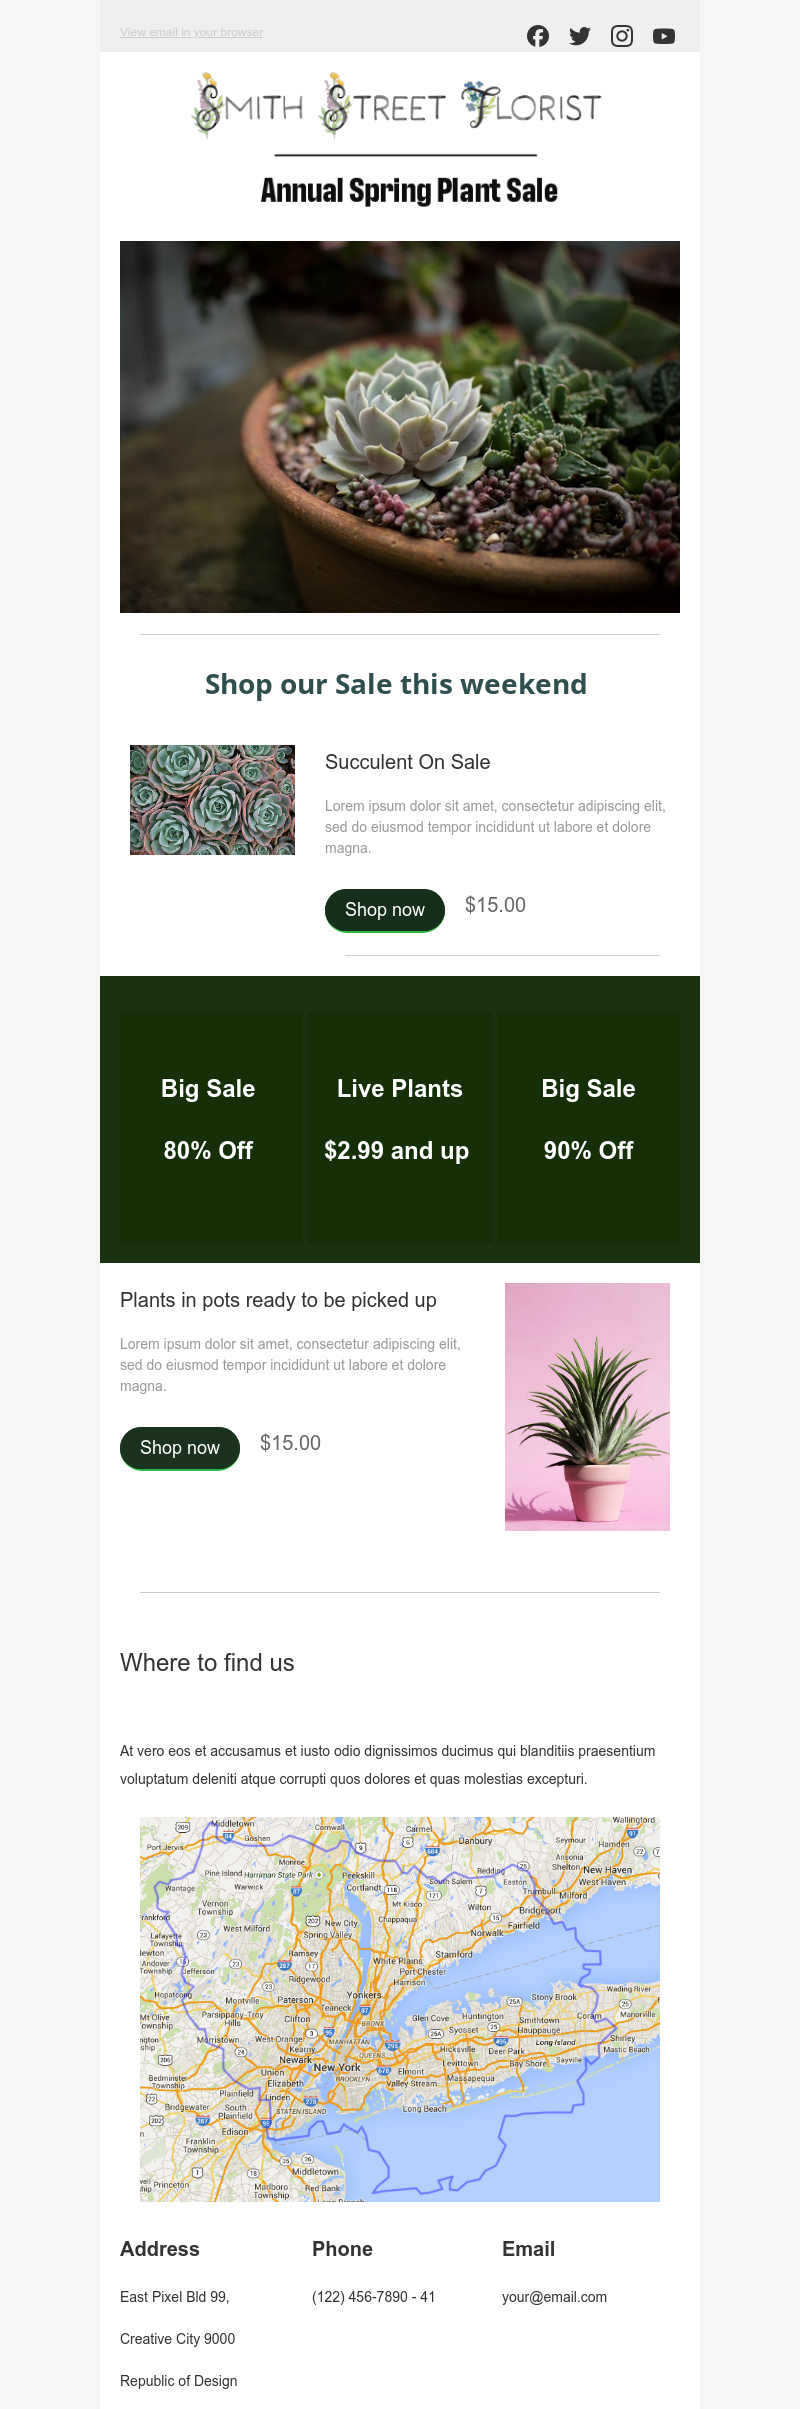 View email in your browser
Smith Street Florist
Annual Spring Plant Sale
Shop our Sale this weekend
Succulent On Sale
Lorem ipsum dolor sit amet, consectetur adipiscing elit,
sed do eiusmod tempor incididunt ut labore et dolore
magna.
Shop now $15.00
Big Sale
80% Off
Live Plants
$2.99 and up
Big Sale
90% Off
Plants in pots ready to be picked up
Lorem ipsum dolor sit amet, consectetur adipiscing elit,
sed do eiusmod tempor incididunt ut labore et dolore
magna.
Shop now $15.00
Where to find us
At vero eos et accusamus et iusto odio dignissimos ducimus qui blanditiis praesentium
voluptatum deleniti atque corrupti quos dolores et quas molestias excepturi.
Middletown
Cornwall
Carmel
Wallingford
Port Jervis
Goshen
Danbury
Seymour
Hamden
Monroe
Ansonia
Pine Island
Harriman State Park
Peekskill
Redding
Shelton
New Haven
Wantage
Warwick
Cortlandt
South Salem
Easton
West Haven
Vernon
Township
Mt Kisco
Trumbull
Milford
Wilton
Bridgeport
Lafayette
Township
West Milford
New City
Chappaqua
Fairfield
Spring Valley
Norwalk
Ramsey
Stamford
Andover
Township
Jefferson
White Plains
Port Chester
Ridgewood
Harrison
Hopatcong
Montville
Paterson
Yonkers
Stony Brook
Wading River
Parsippany-Troy
Hills
Teaneck
Clifton
Glen Cove
Huntington
Smithtown
Coram
Manorville
BRONX
Syosset
Hauppauge
Morristown
West Orange
MANHATTAN
Long Island
Shirley
Kearny
Hicksville
Deer Park
Mastic Beach
Newark
QUEENS
Levittown
Bay Shore
Sayville
New York
Elmont
Union
BROOKLYN
Valley Stream
Massapequa
Bedminster
Township
Elizabeth
Plainfield
Linden
Long Beach
Bridgewater
South
Plainfield
STATEN ISLAND
Edison
Franklin
Township
Middletown
Princeton
Marlboro
Township
Red Bank
Long Branch
Address
Phone
Email
East Pixel Bld 99,
(122) 456-7890 - 41
your@email.com
Creative City 9000
Republic of Design